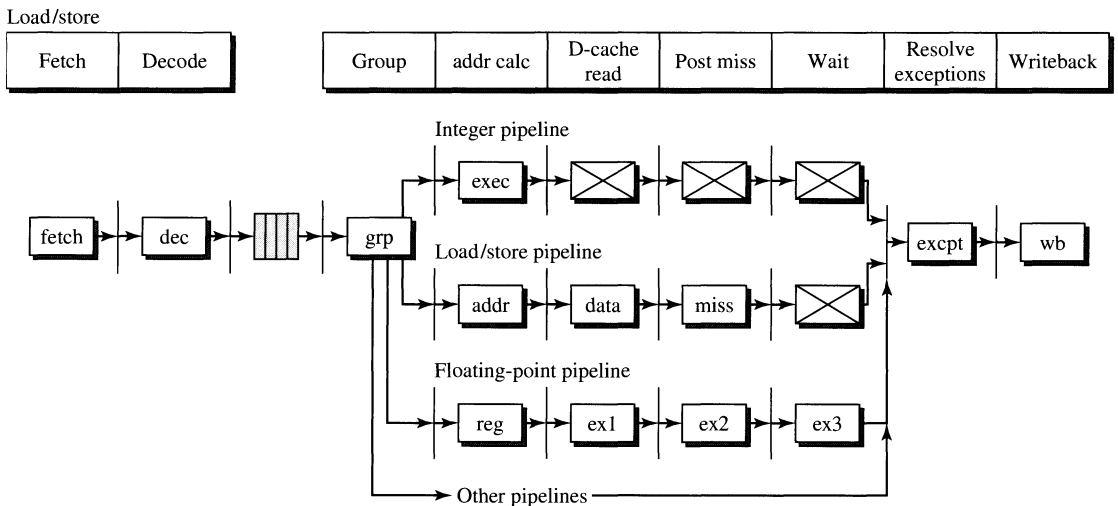 Load/store
Fetch
Decode
Group
addr calc
D-cache
read
Post miss
Wait
Resolve
exceptions
Writeback
Integer pipeline
exec
fetch
dec
grp
excpt
wb
Load/store pipeline
addr
data
miss
Floating-point pipeline
reg
ex1
ex2
ex3
Other pipelines